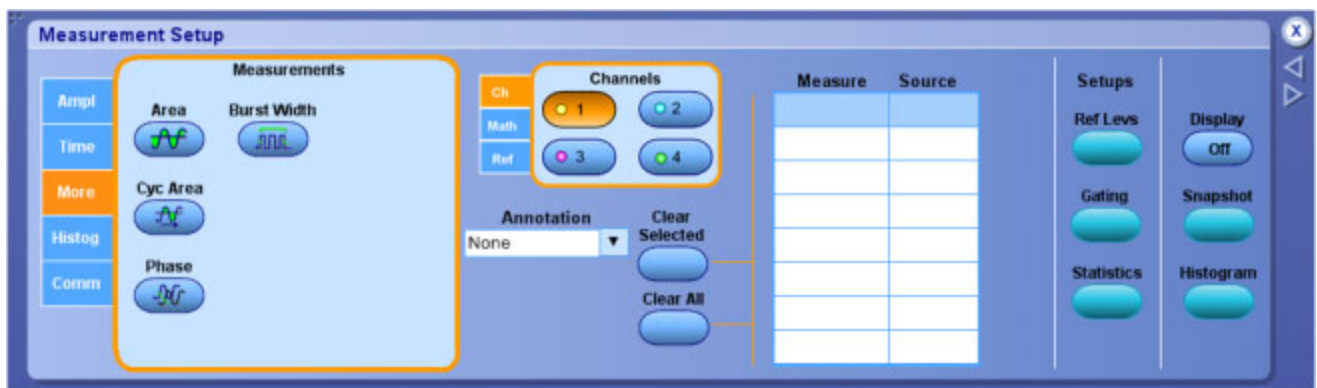 Measurement Setup
X
Ampl
Time
More
Histog
Comm
Measurements
Area
Burst Width
Cyc Area
Phase
Ch
Math
Ref
Channels
1
2
3
4
Annotation
None
Clear
Selected
Clear All
Measure Source
Setups
Ref Levs
Gating
Statistics
Display
Off
Snapshot
Histogram